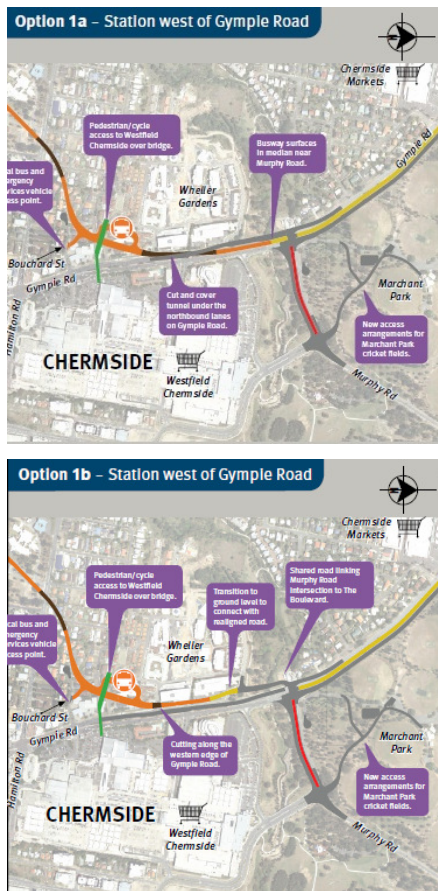 Option 1a – Station west of Gympie Road
Chermside
Markets
Pedestrian/cycle
access to Westfield
Chermside over bridge.
Busway surfaces
in median near
Murphy Road.
Gympie Rd
Wheller
Gardens
cal bus and
ergency
vices vehicle
cess point.
Bouchard St
Gympie Rd
Hamilton Rd
Cut and cover
tunnel under the
northbound lanes
on Gympie Road.
Marchant
Park
New access
arrangements for
Marchant Park
cricket fields.
CHERMSIDE
Westfield
Chermside
Murphy Rd
Option 1b – Station west of Gympie Road
Chermside
Markets
Pedestrian/cycle
access to Westfield
Chermside over bridge.
Transition to
ground level to
connect with
realigned road.
Shared road linking
Murphy Road
Intersection to The
Boulevard.
Wheller
Gardens
cal bus and
ergency
vices vehicle
cess point.
Bouchard St
Gympie Rd
Hamilton Rd
Cutting along the
western edge of
Gympie Road.
Marchant
Park
New access
arrangements for
Marchant Park
cricket fields.
CHERMSIDE
Westfield
Chermside
Murphy Rd